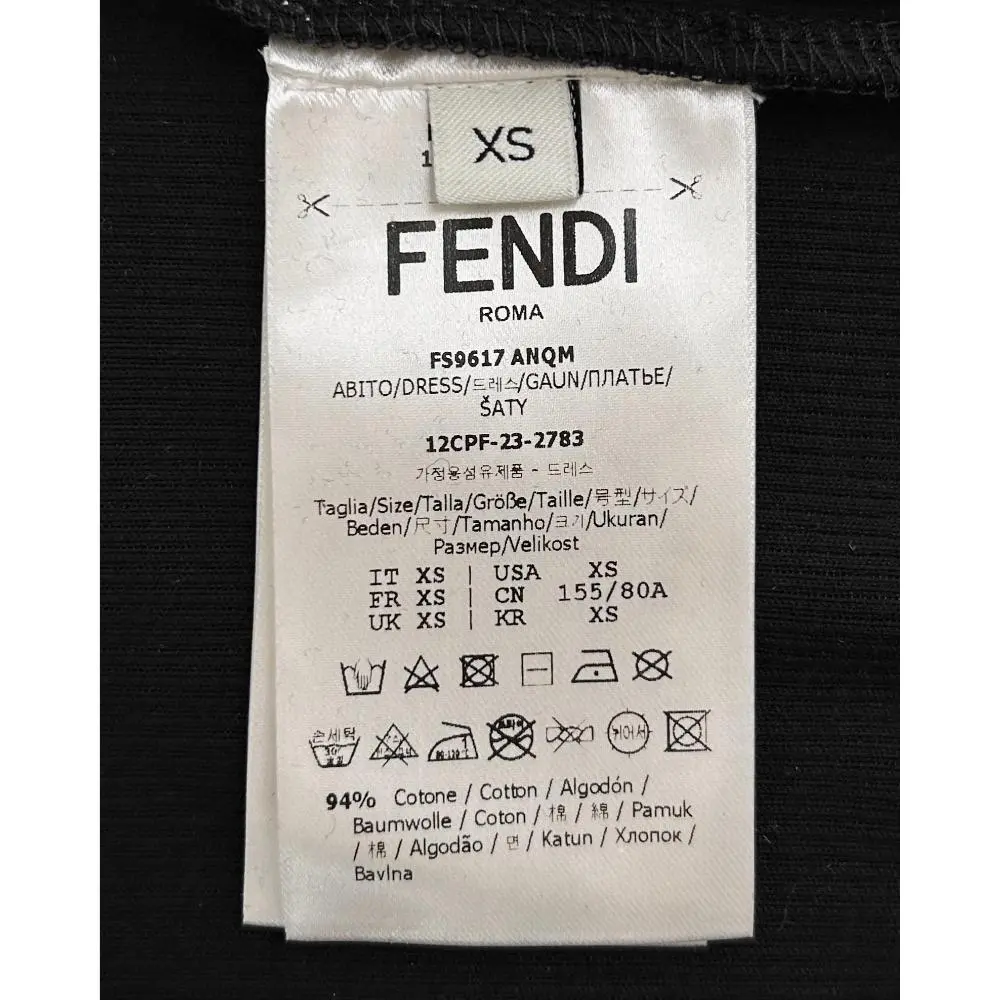 XS
1
FENDI
ROMA
FS9617 ANQM
ABITO/DRESS/드레스/GAUN/ПЛАТЬЕ/
ŠATY
12CPF-23-2783
가정용섬유제품 - 드레스
Taglia/Size/Talla/Größe/Taille/号型/サイズ/
Beden/尺寸/Tamanho/크기/Ukuran/
Размер/Velikost
IT XS | USA XS
FR XS | CN 155/80A
UK XS | KR XS
손세탁
94% Cotone / Cotton / Algodón /
Baumwolle / Coton / 棉 / 綿 / Pamuk
/ 棉 / Algodão / 면 / Katun / Хлопок /
Bavlna